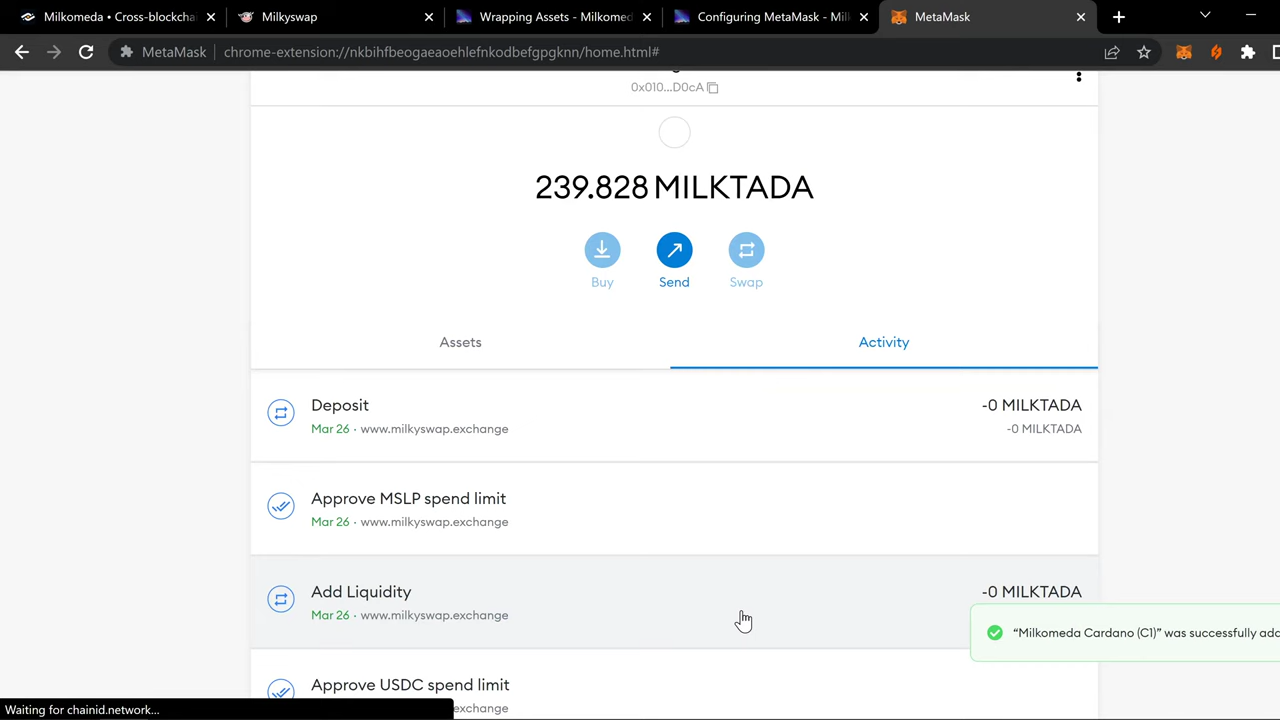 Milkomeda • Cross-blockcha
Milkyswap
Wrapping Assets - Milkomed
Configuring MetaMask - Milk
MetaMask
MetaMask
chrome-extension://nkbihfbeogaeaoehlefnkodbefgpgknn/home.html#
0x010...D0cA
239.828 MILKTADA
Buy
Send
Swap
Assets
Activity
Deposit
-0 MILKTADA
Mar 26 · www.milkyswap.exchange
-0 MILKTADA
Approve MSLP spend limit
Mar 26 · www.milkyswap.exchange
Add Liquidity
-0 MILKTADA
Mar 26 · www.milkyswap.exchange
“Milkomeda Cardano (C1)” was successfully add
Approve USDC spend limit
exchange
Waiting for chainid.network...